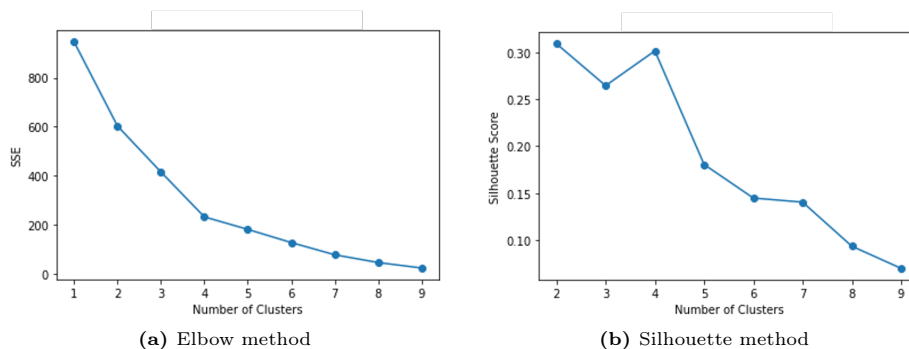 SSE
800
600
400
200
0
1 2 3 4 5 6 7 8 9
Number of Clusters
(a) Elbow method
Silhouette Score
0.30
0.25
0.20
0.15
0.10
2 3 4 5 6 7 8 9
Number of Clusters
(b) Silhouette method